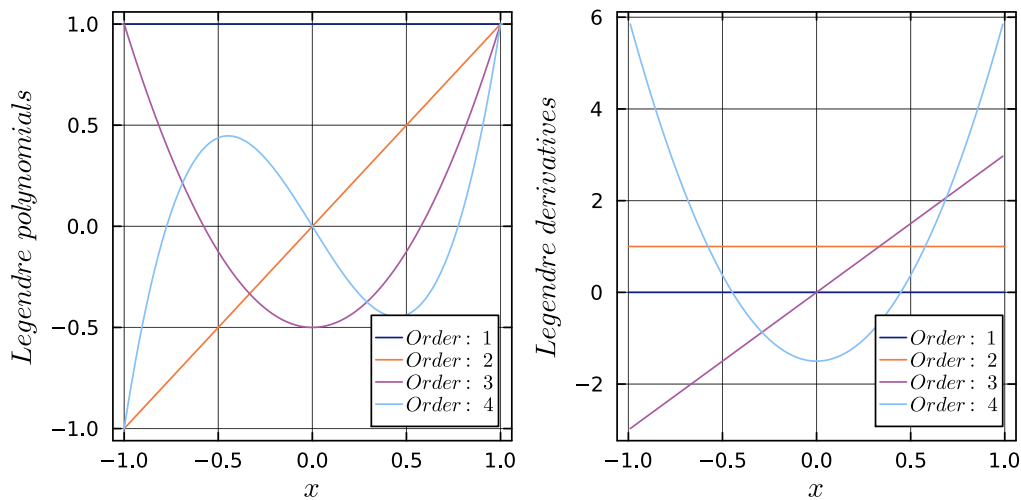 Legendre polynomials
1.0
0.5
0.0
−0.5
−1.0
−1.0 −0.5 0.0 0.5 1.0
x
Order: 1
Order: 2
Order: 3
Order: 4
Legendre derivatives
6
4
2
0
−2
−1.0 −0.5 0.0 0.5 1.0
x
Order: 1
Order: 2
Order: 3
Order: 4